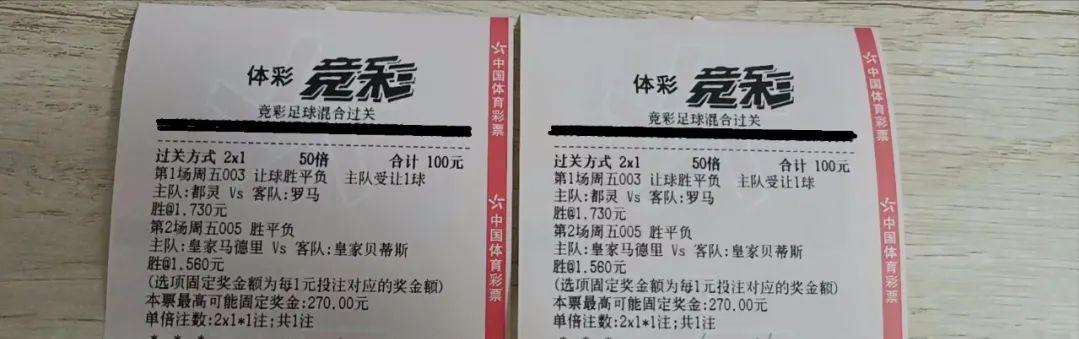 体彩 竞彩
竞彩足球混合过关
过关方式 2x1 50倍 合计 100元
第1场周五003 让球胜平负 主队受让1球
主队:都灵 Vs 客队:罗马
胜@1.730元
第2场周五005 胜平负
主队:皇家马德里 Vs 客队:皇家贝蒂斯
胜@1.560元
(选项固定奖金额为每1元投注对应的奖金额)
本票最高可能固定奖金:270.00元
单倍注数:2x1*1注;共1注
中国体育彩票
中国体育彩票
体彩 竞彩
竞彩足球混合过关
过关方式 2x1 50倍 合计 100元
第1场周五003 让球胜平负 主队受让1球
主队:都灵 Vs 客队:罗马
胜@1.730元
第2场周五005 胜平负
主队:皇家马德里 Vs 客队:皇家贝蒂斯
胜@1.560元
(选项固定奖金额为每1元投注对应的奖金额)
本票最高可能固定奖金:270.00元
单倍注数:2x1*1注;共1注
中国体育彩票
中国体育彩票